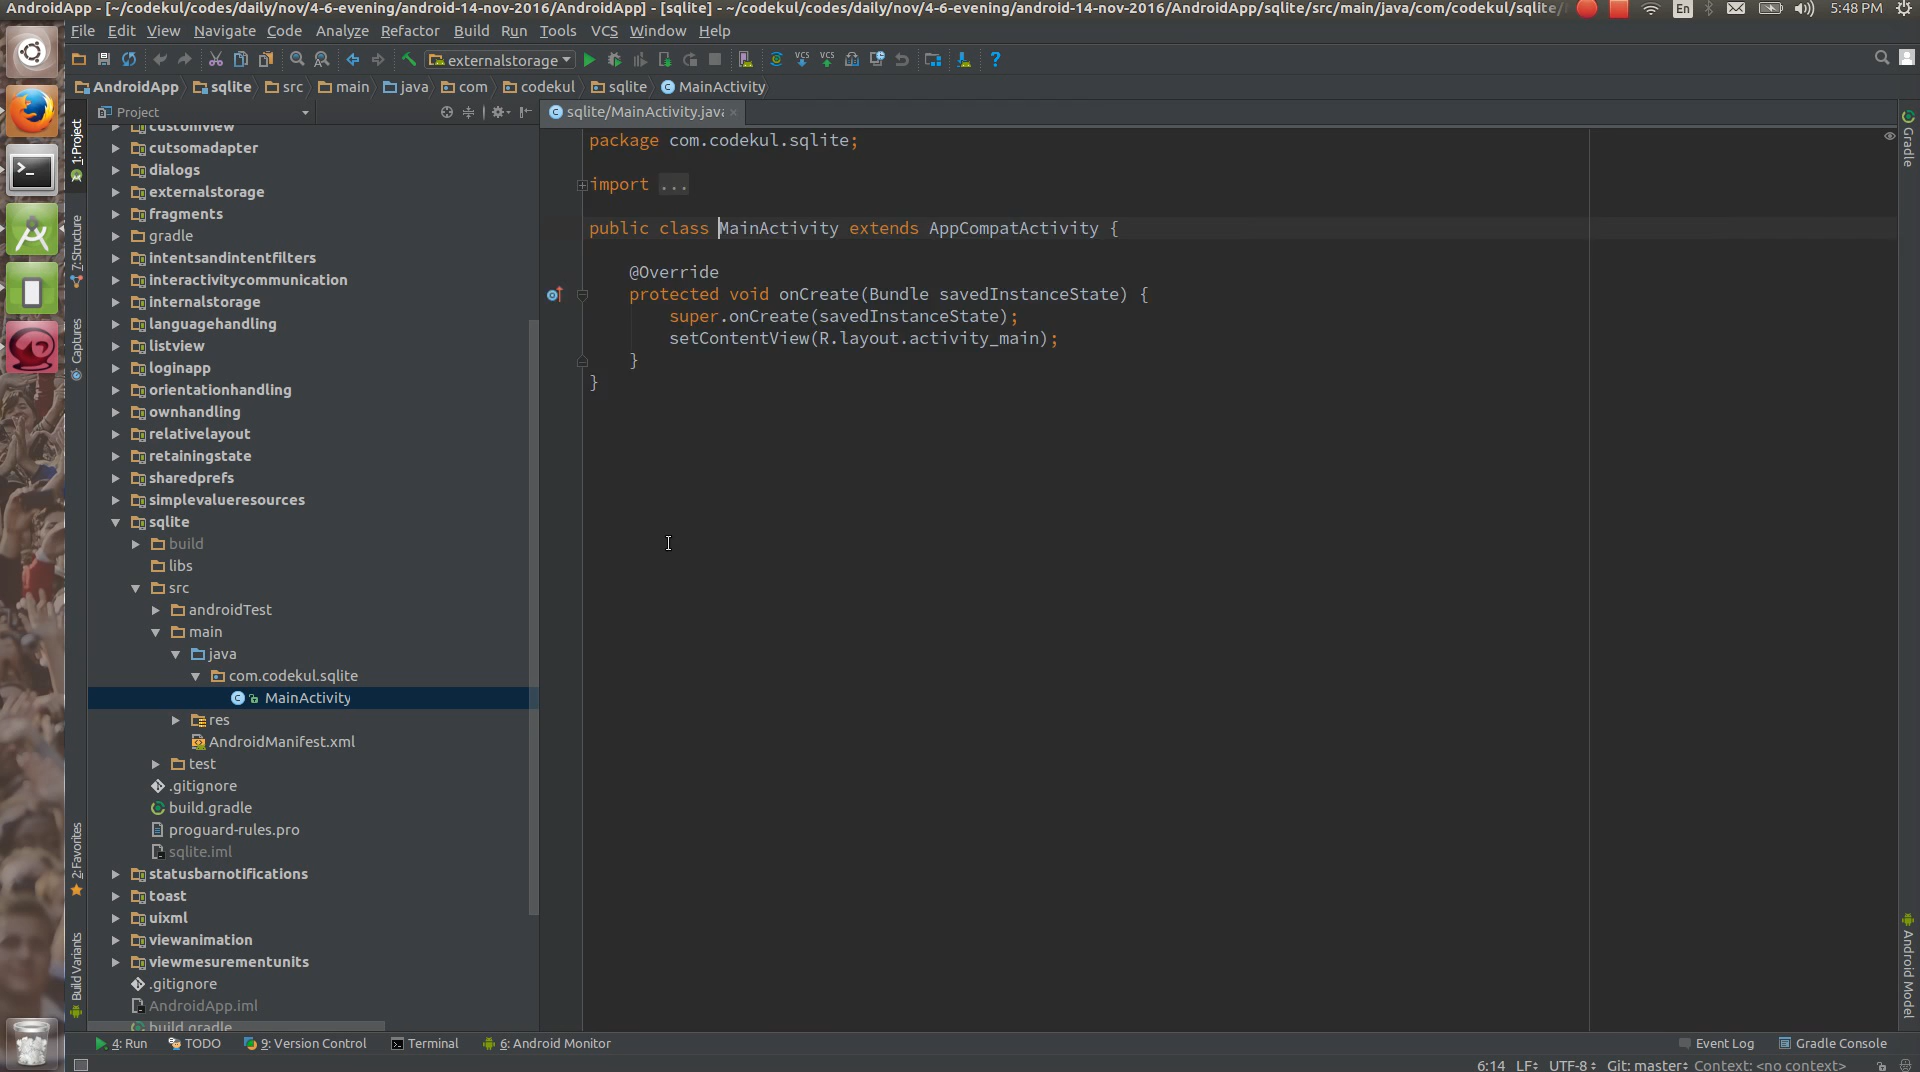 AndroidApp - [~/codekul/codes/daily/nov/4-6-evening/android-14-nov-2016/AndroidApp] - [sqlite] - ~/codekul/codes/daily/nov/4-6-evening/android-14-nov-2016/AndroidApp/sqlite/src/main/java/com/codekul/sqlite/
En
5:48 PM
File Edit View Navigate Code Analyze Refactor Build Run Tools VCS Window Help
externalstorage
VCS VCS
?
AndroidApp sqlite src main java com codekul sqlite MainActivity
Project
sqlite/MainActivity.java
1: Project
7: Structure
Captures
2: Favorites
Build Variants
customview
cutsomadapter
dialogs
externalstorage
fragments
gradle
intentsandintentfilters
interactivitycommunication
internalstorage
languagehandling
listview
loginapp
orientationhandling
ownhandling
relativelayout
retainingstate
sharedprefs
simplevalueresources
sqlite
build
libs
src
androidTest
main
java
com.codekul.sqlite
MainActivity
res
AndroidManifest.xml
test
.gitignore
build.gradle
proguard-rules.pro
sqlite.iml
statusbarnotifications
toast
uixml
viewanimation
viewmesurementunits
.gitignore
AndroidApp.iml
build.gradle
package com.codekul.sqlite;
import ...
public class MainActivity extends AppCompatActivity {
@Override
protected void onCreate(Bundle savedInstanceState) {
super.onCreate(savedInstanceState);
setContentView(R.layout.activity_main);
}
}
Gradle
Android Model
4: Run TODO 9: Version Control Terminal 6: Android Monitor Event Log Gradle Console
6:14 LF÷ UTF-8÷ Git: master÷ Context: <no context>